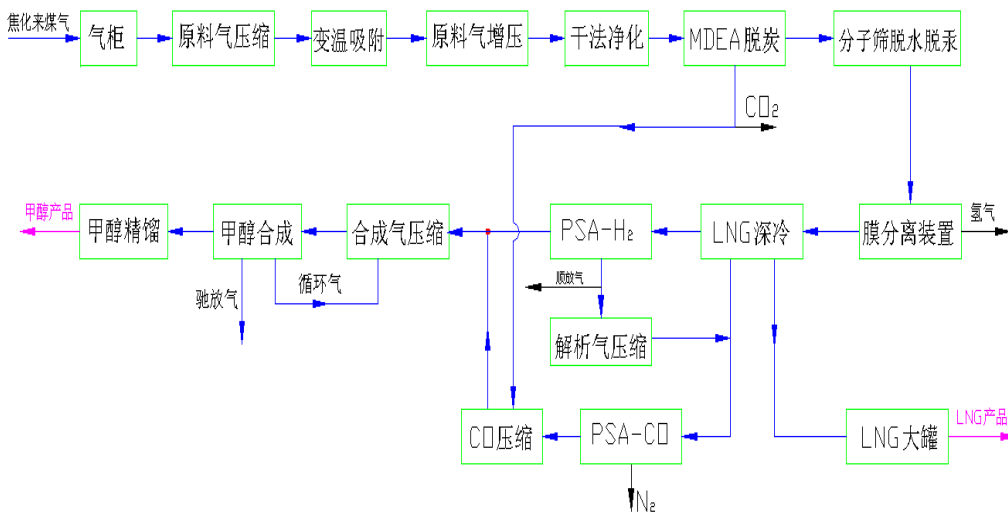 焦化来煤气
气柜
原料气压缩
变温吸附
原料气增压
干法净化
MDEA脱炭
分子筛脱水脱汞
CO₂
甲醇产品
甲醇精馏
甲醇合成
合成气压缩
PSA-H₂
LNG深冷
膜分离装置
氢气
驰放气
循环气
顺放气
解析气压缩
CO压缩
PSA-CO
LNG大罐
LNG产品
N₂